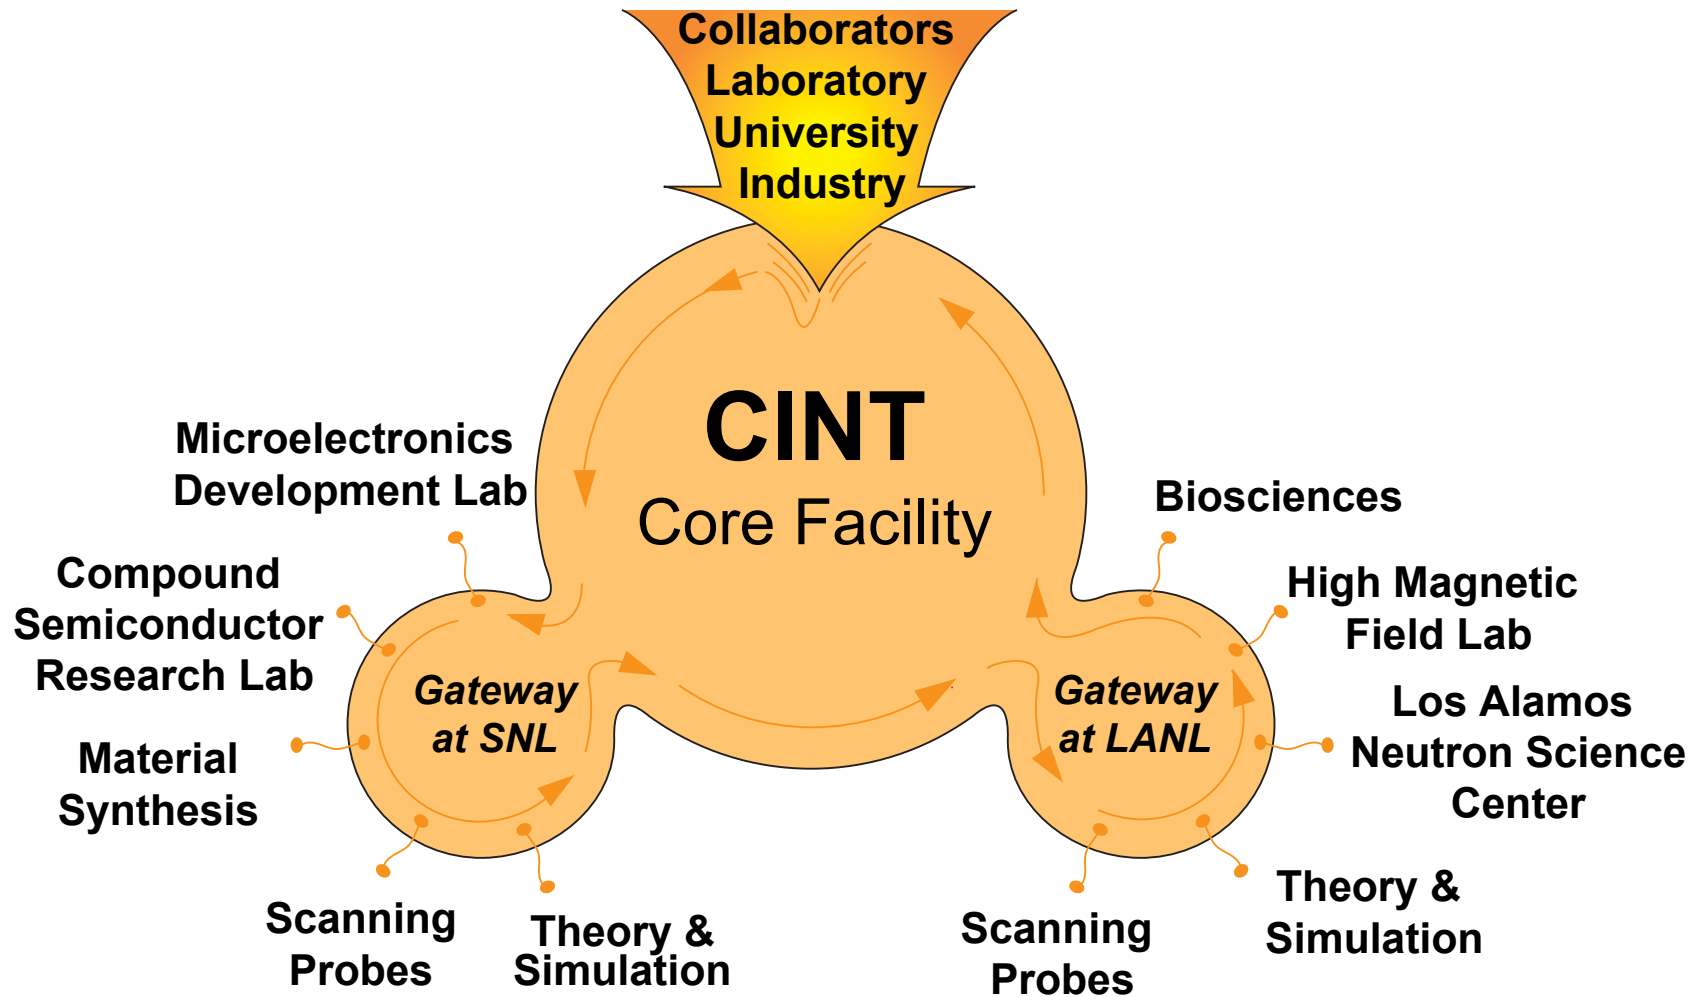 Collaborators
Laboratory
University
Industry
CINT
Core Facility
Microelectronics
Development Lab
Compound
Semiconductor
Research Lab
Material
Synthesis
Scanning
Probes
Theory &
Simulation
Gateway
at SNL
Gateway
at LANL
Biosciences
High Magnetic
Field Lab
Los Alamos
Neutron Science
Center
Theory &
Simulation
Scanning
Probes